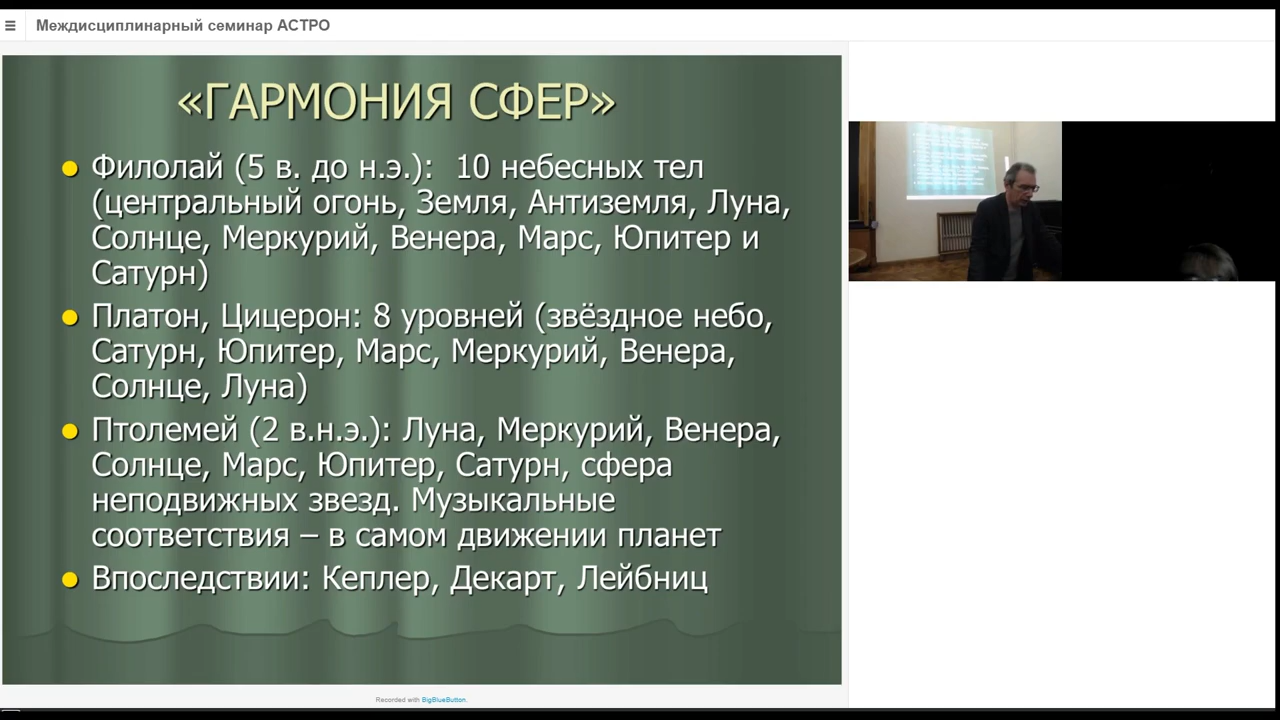 Междисциплинарный семинар АСТРО
«ГАРМОНИЯ СФЕР»
Филолай (5 в. до н.э.): 10 небесных тел
(центральный огонь, Земля, Антиземля, Луна,
Солнце, Меркурий, Венера, Марс, Юпитер и
Сатурн)
Платон, Цицерон: 8 уровней (звёздное небо,
Сатурн, Юпитер, Марс, Меркурий, Венера,
Солнце, Луна)
Птолемей (2 в.н.э.): Луна, Меркурий, Венера,
Солнце, Марс, Юпитер, Сатурн, сфера
неподвижных звезд. Музыкальные
соответствия – в самом движении планет
Впоследствии: Кеплер, Декарт, Лейбниц
Recorded with BigBlueButton.